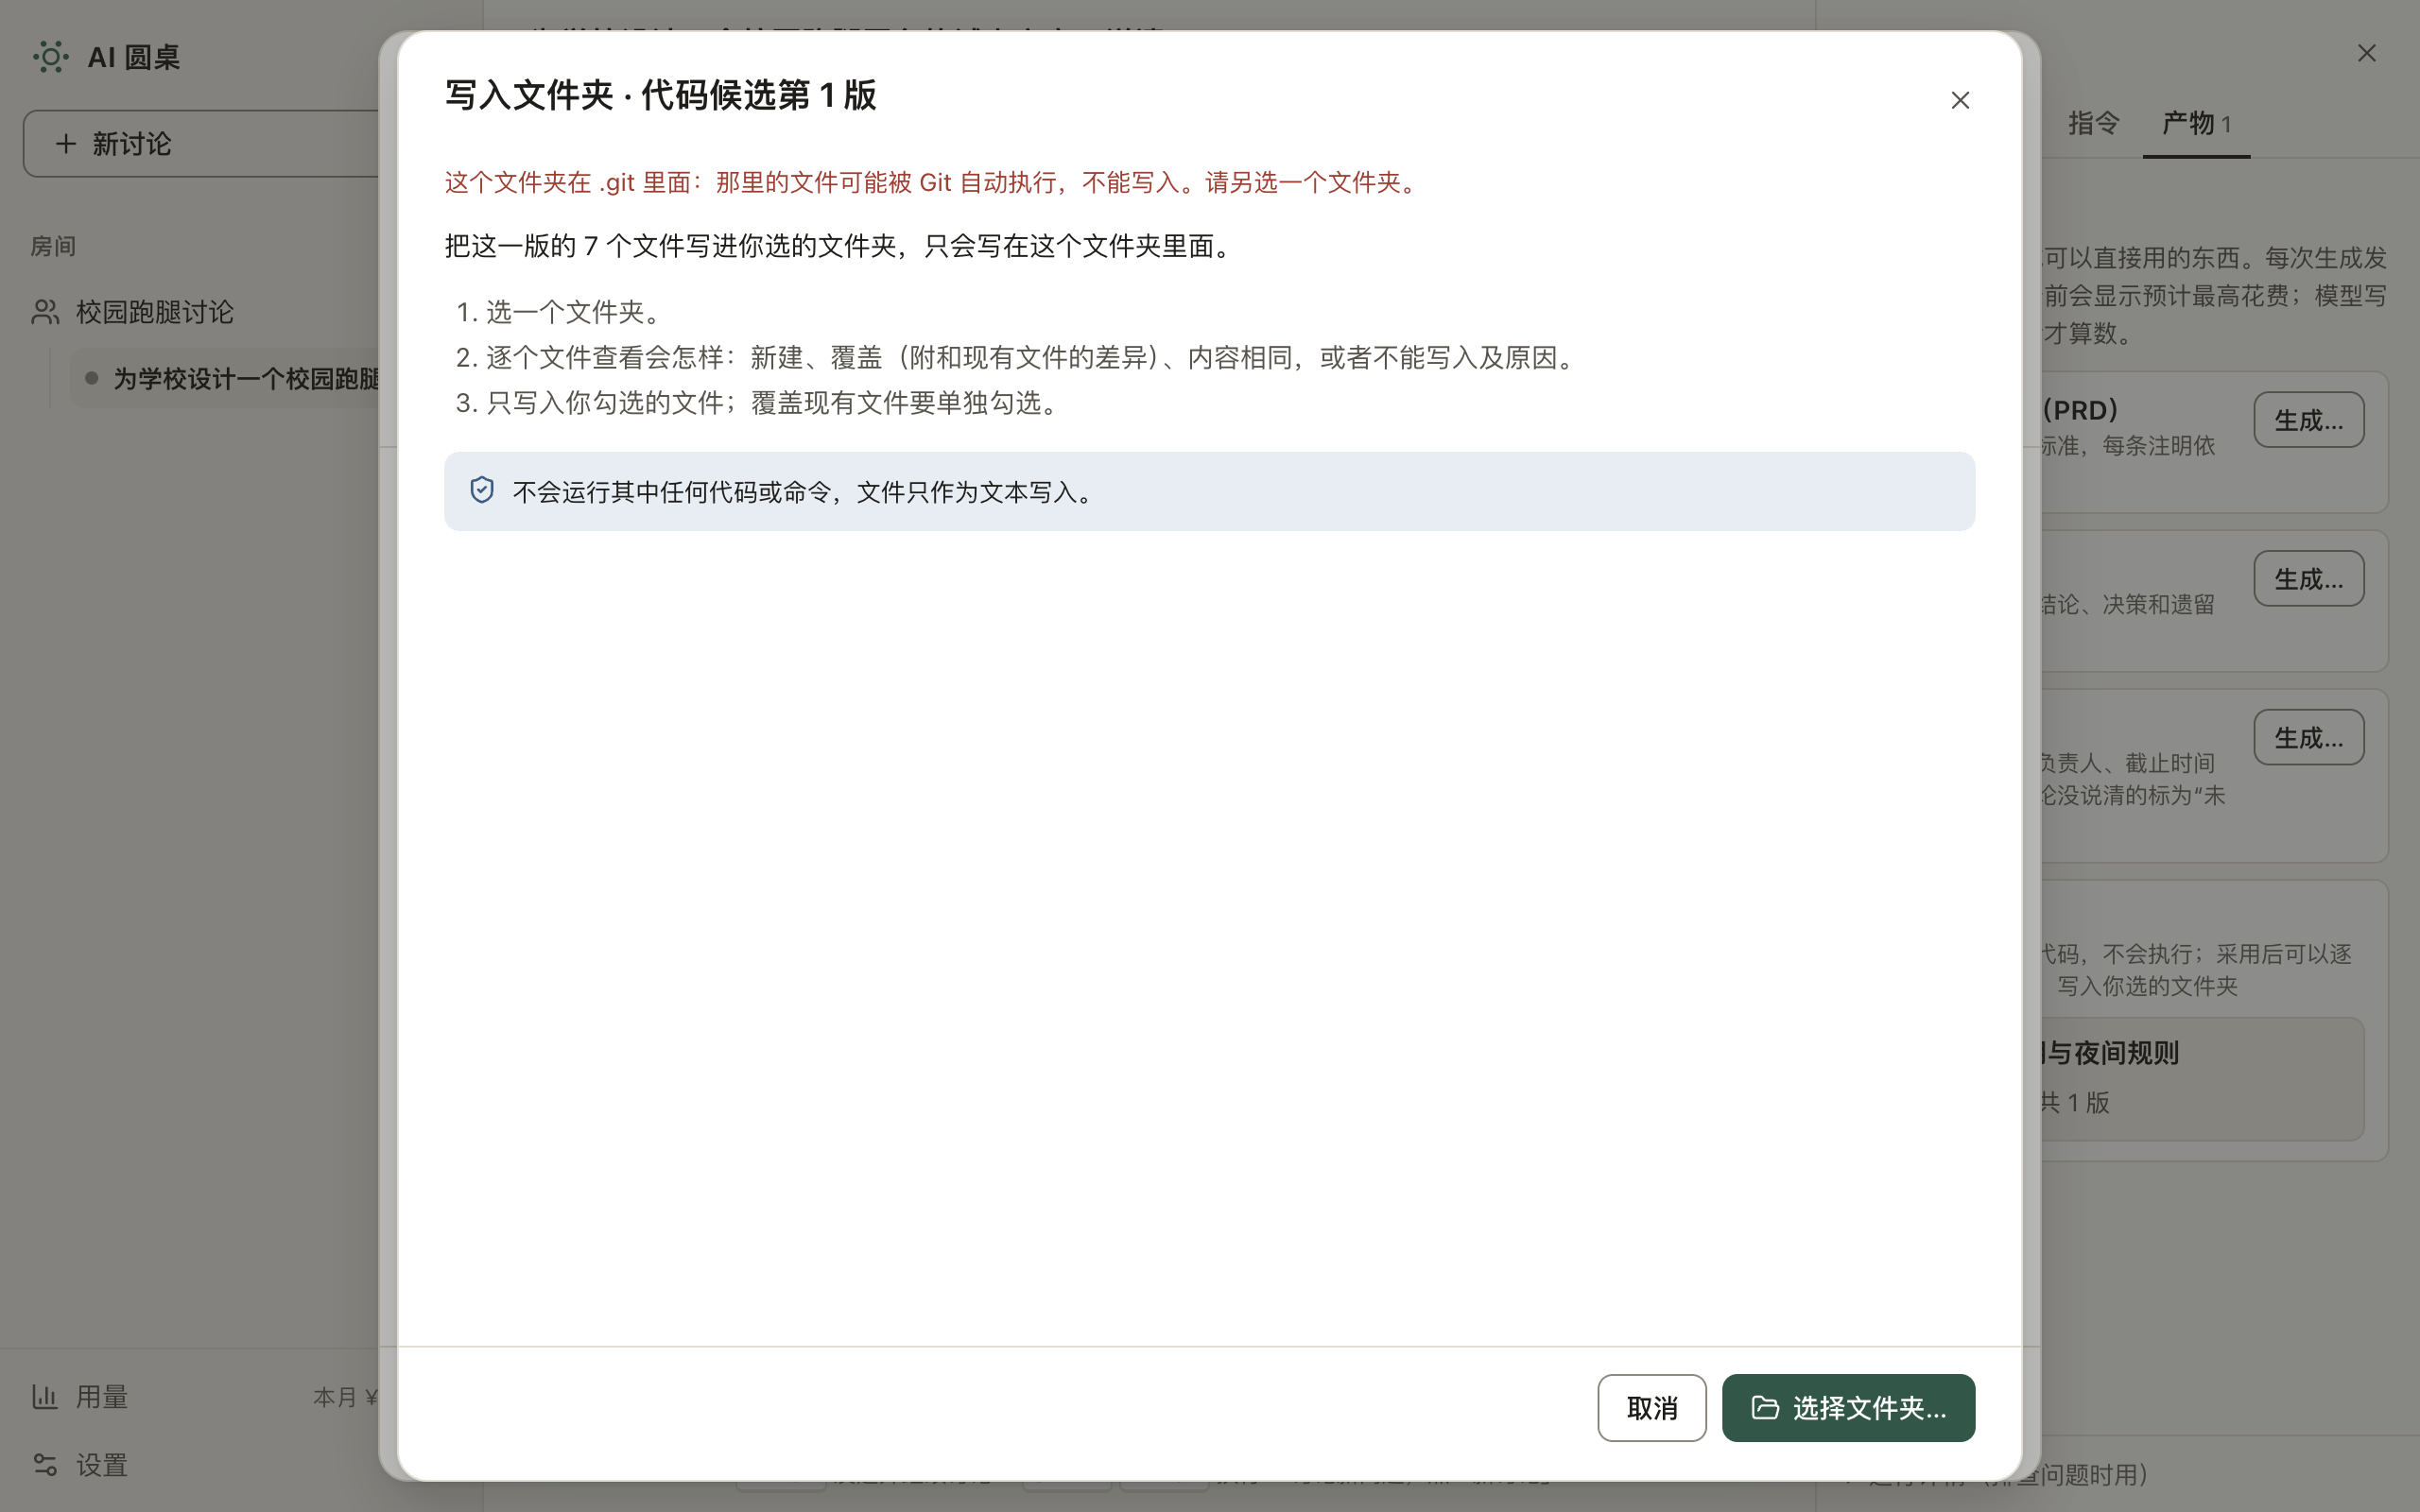 AI 圆桌
新讨论
房间
校园跑腿讨论
为学校设计一个校园跑腿
用量
本月 ¥
设置
写入文件夹 · 代码候选第 1 版
这个文件夹在 .git 里面：那里的文件可能被 Git 自动执行，不能写入。请另选一个文件夹。
把这一版的 7 个文件写进你选的文件夹，只会写在这个文件夹里面。
1. 选一个文件夹。
2. 逐个文件查看会怎样：新建、覆盖（附和现有文件的差异）、内容相同，或者不能写入及原因。
3. 只写入你勾选的文件；覆盖现有文件要单独勾选。
不会运行其中任何代码或命令，文件只作为文本写入。
取消
选择文件夹...
指令
产物 1
可以直接用的东西。每次生成发
前会显示预计最高花费；模型写
才算数。
（PRD）
生成...
标准，每条注明依
生成...
结论、决策和遗留
生成...
负责人、截止时间
论没说清的标为“未
代码，不会执行；采用后可以逐
写入你选的文件夹
与夜间规则
共 1 版
查问题时用）